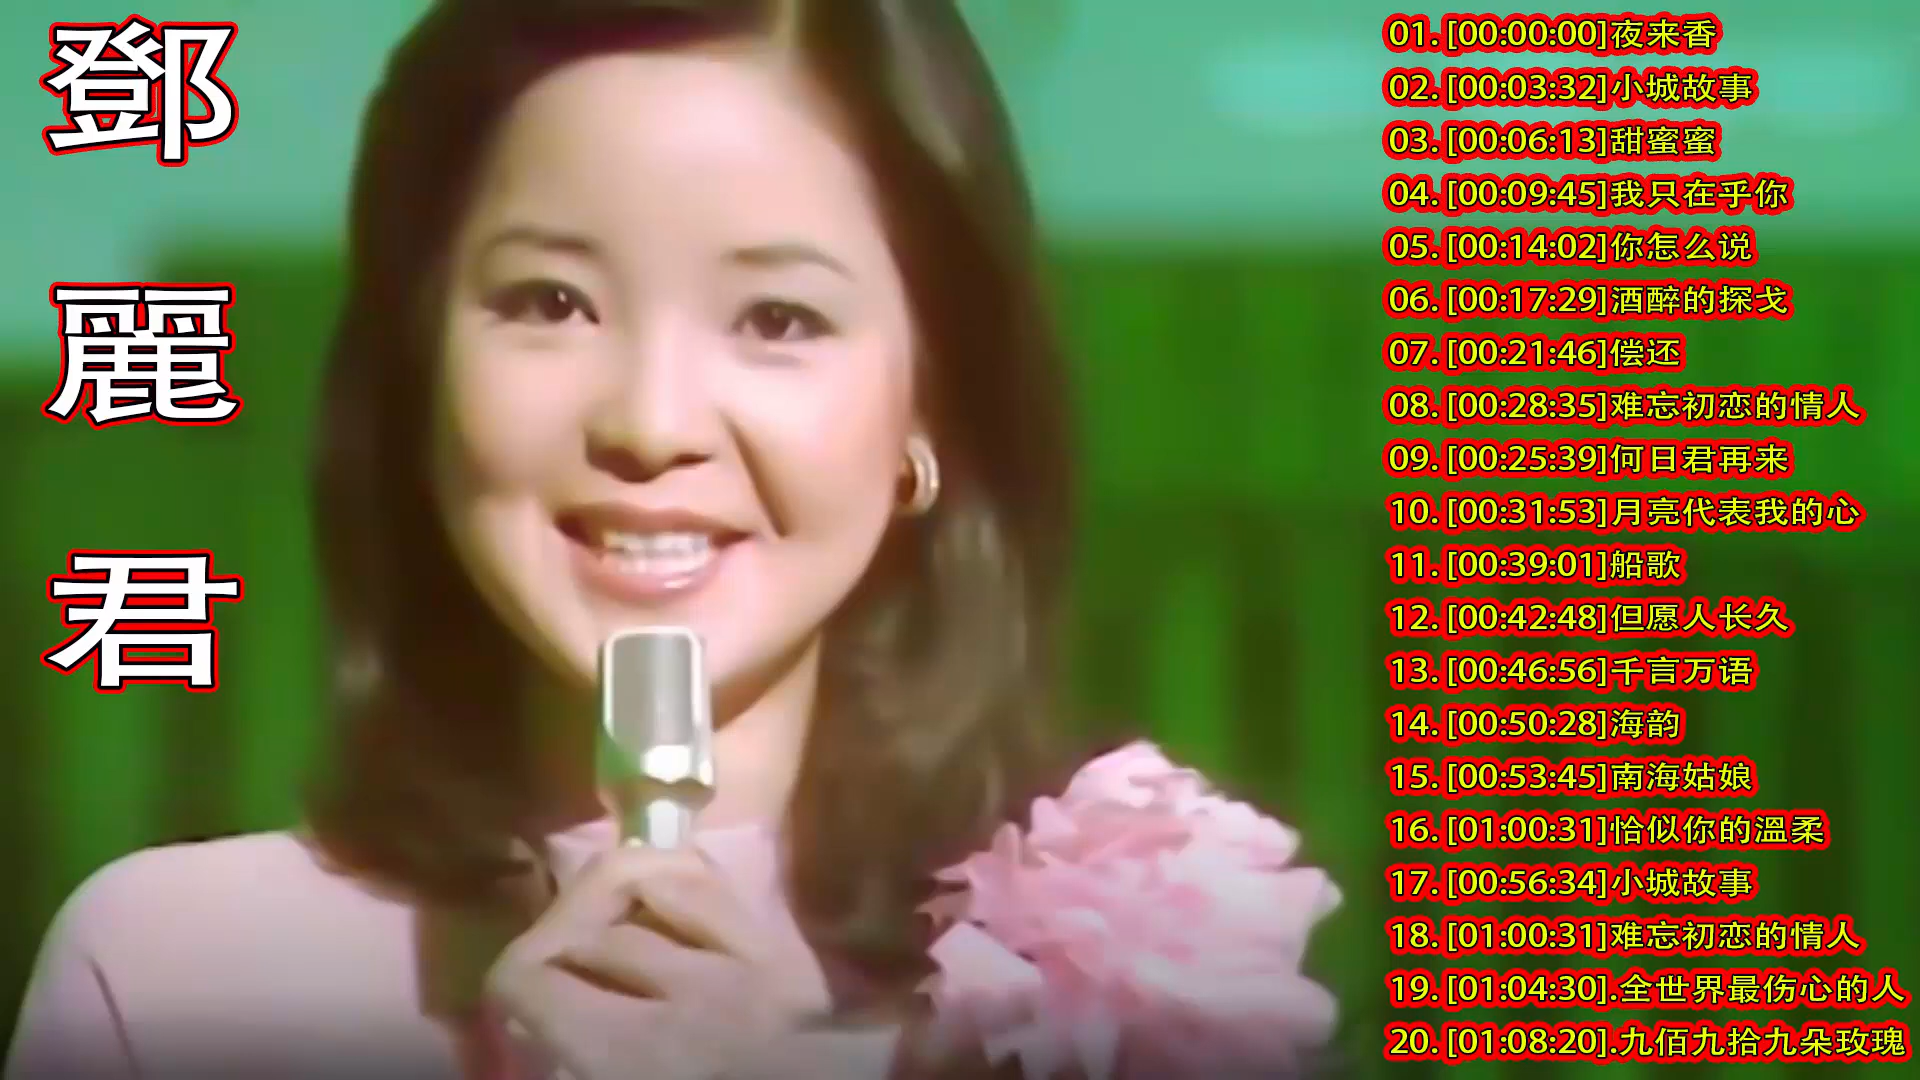 鄧麗君
01. [00:00:00]夜来香
02. [00:03:32]小城故事
03. [00:06:13]甜蜜蜜
04. [00:09:45]我只在乎你
05. [00:14:02]你怎么说
06. [00:17:29]酒醉的探戈
07. [00:21:46]偿还
08. [00:28:35]难忘初恋的情人
09. [00:25:39]何日君再来
10. [00:31:53]月亮代表我的心
11. [00:39:01]船歌
12. [00:42:48]但愿人长久
13. [00:46:56]千言万语
14. [00:50:28]海韵
15. [00:53:45]南海姑娘
16. [01:00:31]恰似你的溫柔
17. [00:56:34]小城故事
18. [01:00:31]难忘初恋的情人
19. [01:04:30].全世界最伤心的人
20. [01:08:20].九佰九拾九朵玫瑰